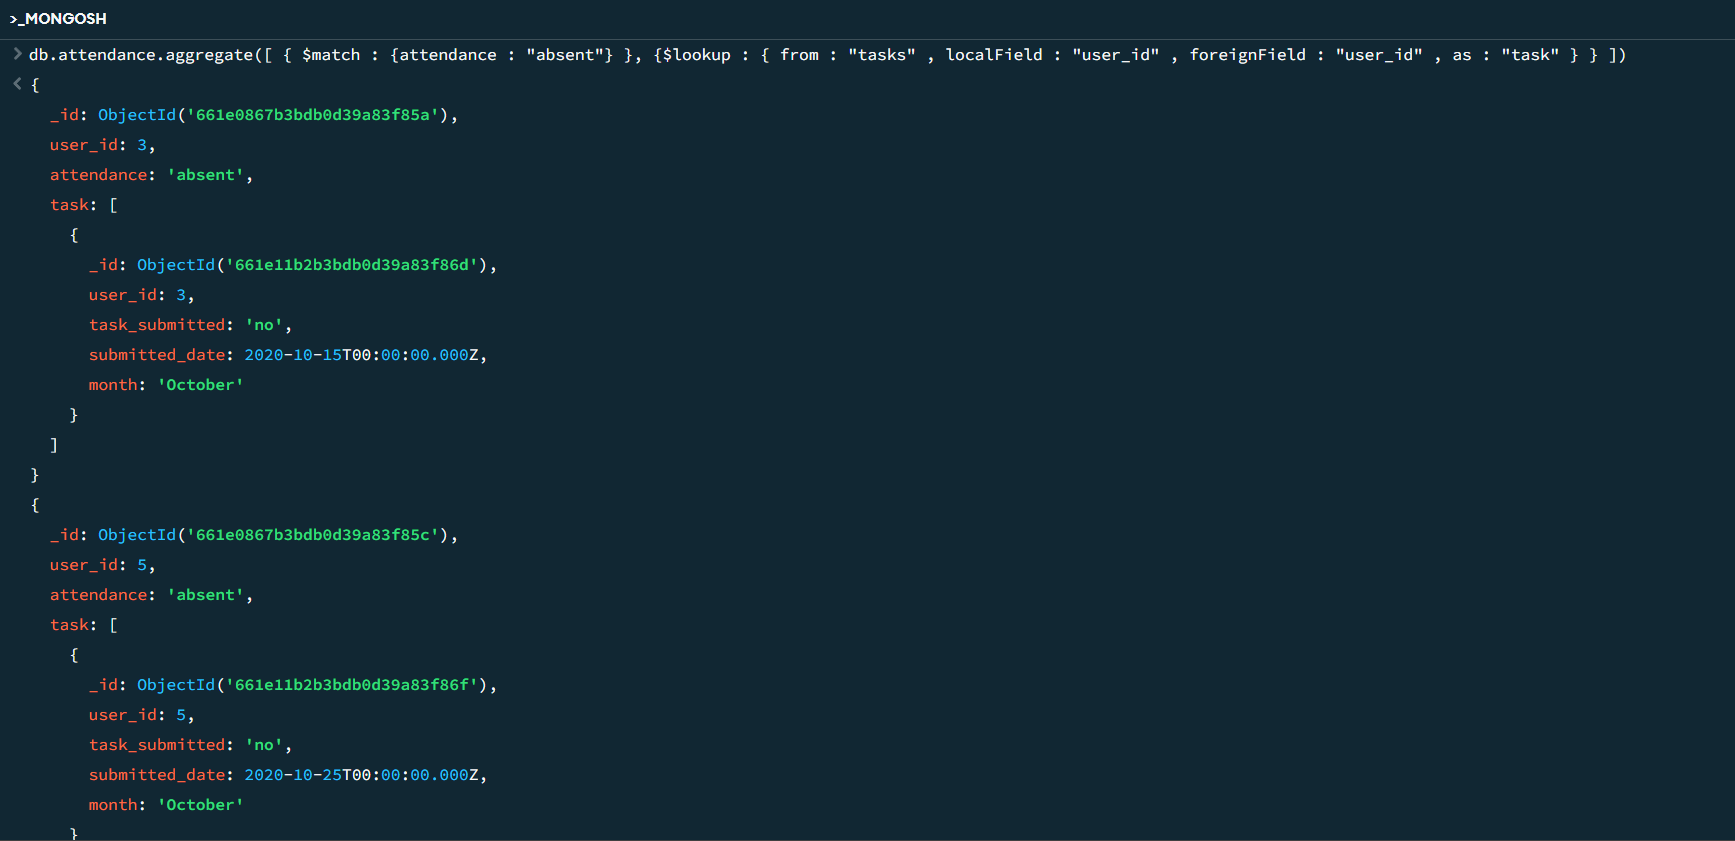 >_MONGOSH
> db.attendance.aggregate([ { $match : {attendance : "absent"} }, {$lookup : { from : "tasks" , localField : "user_id" , foreignField : "user_id" , as : "task" } } ])
< {
_id: ObjectId('661e0867b3bdb0d39a83f85a'),
user_id: 3,
attendance: 'absent',
task: [
{
_id: ObjectId('661e11b2b3bdb0d39a83f86d'),
user_id: 3,
task_submitted: 'no',
submitted_date: 2020-10-15T00:00:00.000Z,
month: 'October'
}
]
}
{
_id: ObjectId('661e0867b3bdb0d39a83f85c'),
user_id: 5,
attendance: 'absent',
task: [
{
_id: ObjectId('661e11b2b3bdb0d39a83f86f'),
user_id: 5,
task_submitted: 'no',
submitted_date: 2020-10-25T00:00:00.000Z,
month: 'October'
}